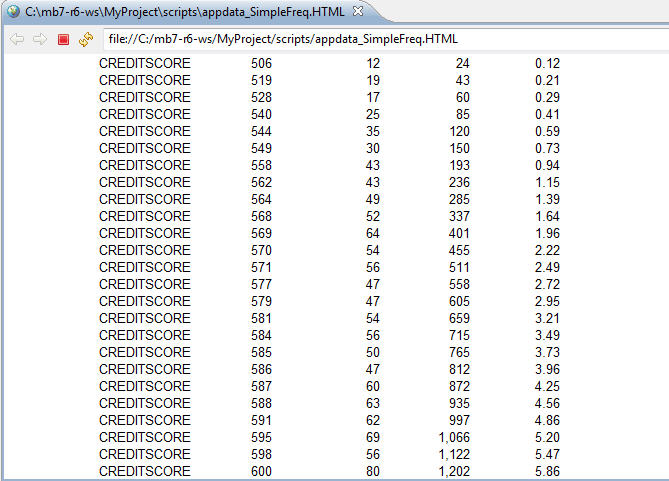 C:\mb7-r6-ws\MyProject\scripts\appdata_SimpleFreq.HTML
file://C:/mb7-r6-ws/MyProject/scripts/appdata_SimpleFreq.HTML
CREDITSCORE 506 12 24 0.12
CREDITSCORE 519 19 43 0.21
CREDITSCORE 528 17 60 0.29
CREDITSCORE 540 25 85 0.41
CREDITSCORE 544 35 120 0.59
CREDITSCORE 549 30 150 0.73
CREDITSCORE 558 43 193 0.94
CREDITSCORE 562 43 236 1.15
CREDITSCORE 564 49 285 1.39
CREDITSCORE 568 52 337 1.64
CREDITSCORE 569 64 401 1.96
CREDITSCORE 570 54 455 2.22
CREDITSCORE 571 56 511 2.49
CREDITSCORE 577 47 558 2.72
CREDITSCORE 579 47 605 2.95
CREDITSCORE 581 54 659 3.21
CREDITSCORE 584 56 715 3.49
CREDITSCORE 585 50 765 3.73
CREDITSCORE 586 47 812 3.96
CREDITSCORE 587 60 872 4.25
CREDITSCORE 588 63 935 4.56
CREDITSCORE 591 62 997 4.86
CREDITSCORE 595 69 1,066 5.20
CREDITSCORE 598 56 1,122 5.47
CREDITSCORE 600 80 1,202 5.86